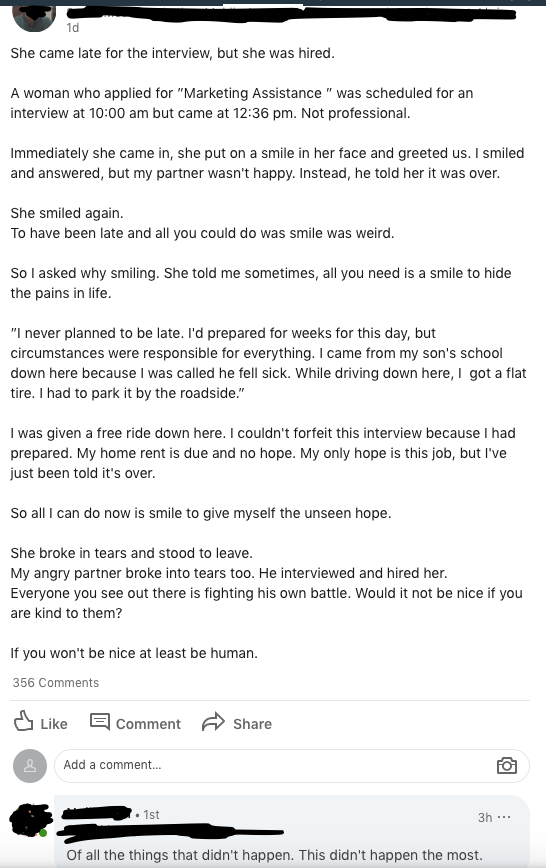 1d
She came late for the interview, but she was hired.
A woman who applied for "Marketing Assistance " was scheduled for an
interview at 10:00 am but came at 12:36 pm. Not professional.
Immediately she came in, she put on a smile in her face and greeted us. I smiled
and answered, but my partner wasn't happy. Instead, he told her it was over.
She smiled again.
To have been late and all you could do was smile was weird.
So I asked why smiling. She told me sometimes, all you need is a smile to hide
the pains in life.
"I never planned to be late. I'd prepared for weeks for this day, but
circumstances were responsible for everything. I came from my son's school
down here because I was called he fell sick. While driving down here, I got a flat
tire. I had to park it by the roadside."
I was given a free ride down here. I couldn't forfeit this interview because I had
prepared. My home rent is due and no hope. My only hope is this job, but I've
just been told it's over.
So all I can do now is smile to give myself the unseen hope.
She broke in tears and stood to leave.
My angry partner broke into tears too. He interviewed and hired her.
Everyone you see out there is fighting his own battle. Would it not be nice if you
are kind to them?
If you won't be nice at least be human.
356 Comments
Like Comment Share
Add a comment...
• 1st 3h ···
Of all the things that didn't happen. This didn't happen the most.